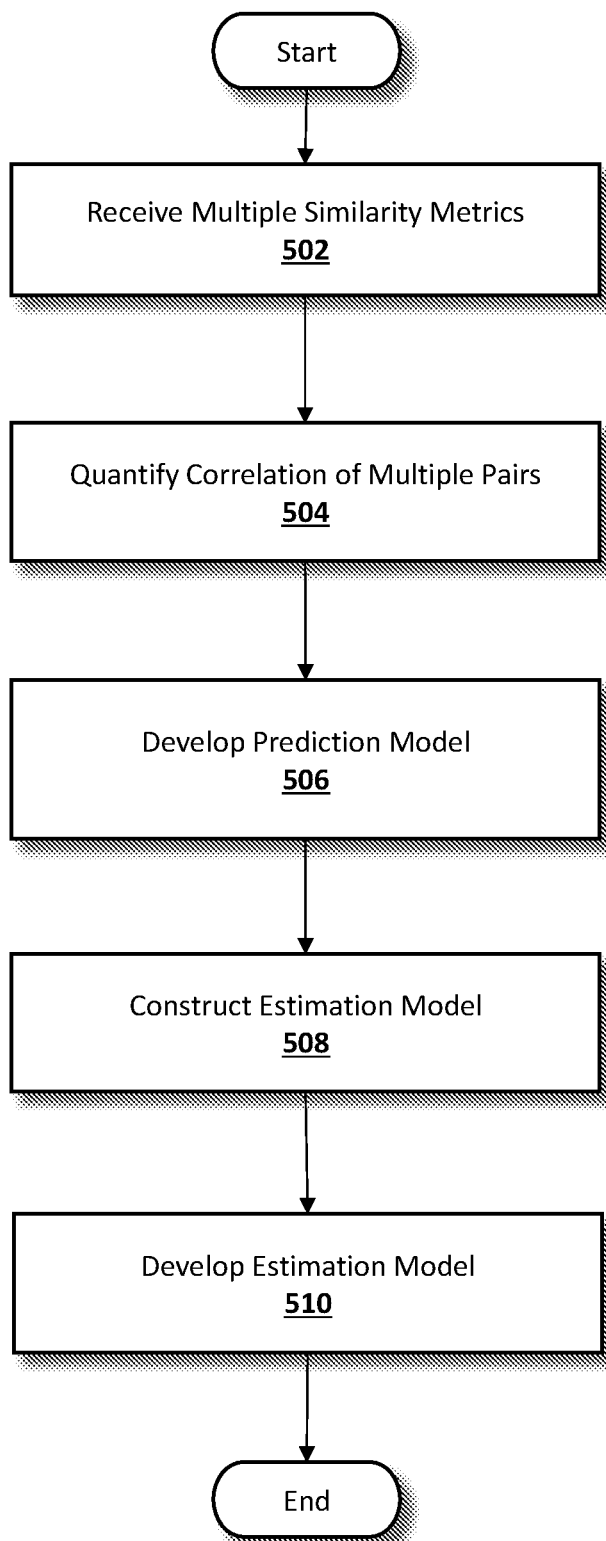 Start
Receive Multiple Similarity Metrics
502
Quantify Correlation of Multiple Pairs
504
Develop Prediction Model
506
Construct Estimation Model
508
Develop Estimation Model
510
End